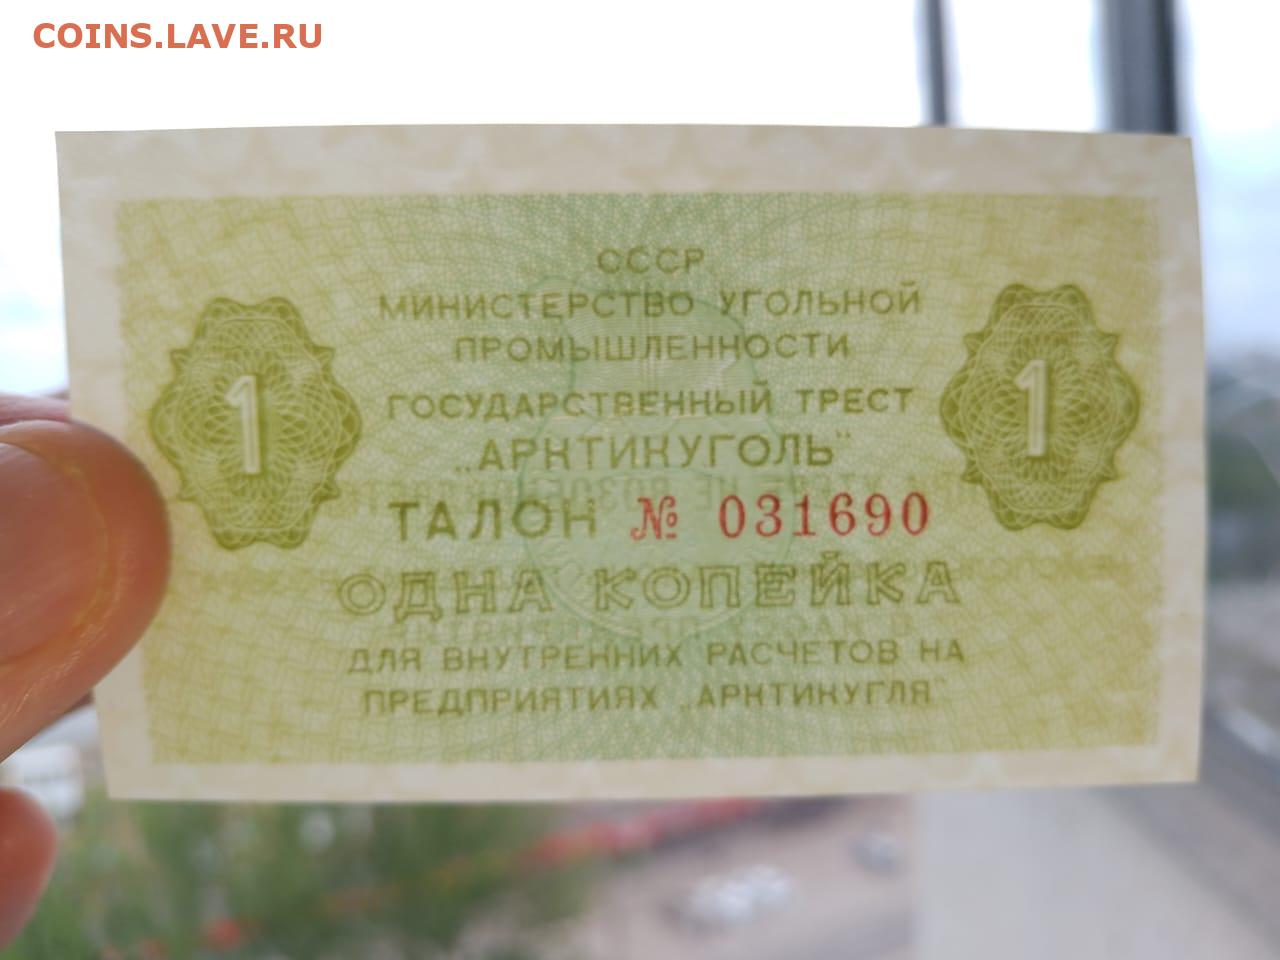 COINS.LAVE.RU
СССР
МИНИСТЕРСТВО УГОЛЬНОЙ
ПРОМЫШЛЕННОСТИ
ГОСУДАРСТВЕННЫЙ ТРЕСТ
„АРКТИКУГОЛЬ“
1 1
ТАЛОН № 031690
ОДНА КОПЕЙКА
ДЛЯ ВНУТРЕННИХ РАСЧЕТОВ НА
ПРЕДПРИЯТИЯХ „АРКТИКУГЛЯ“